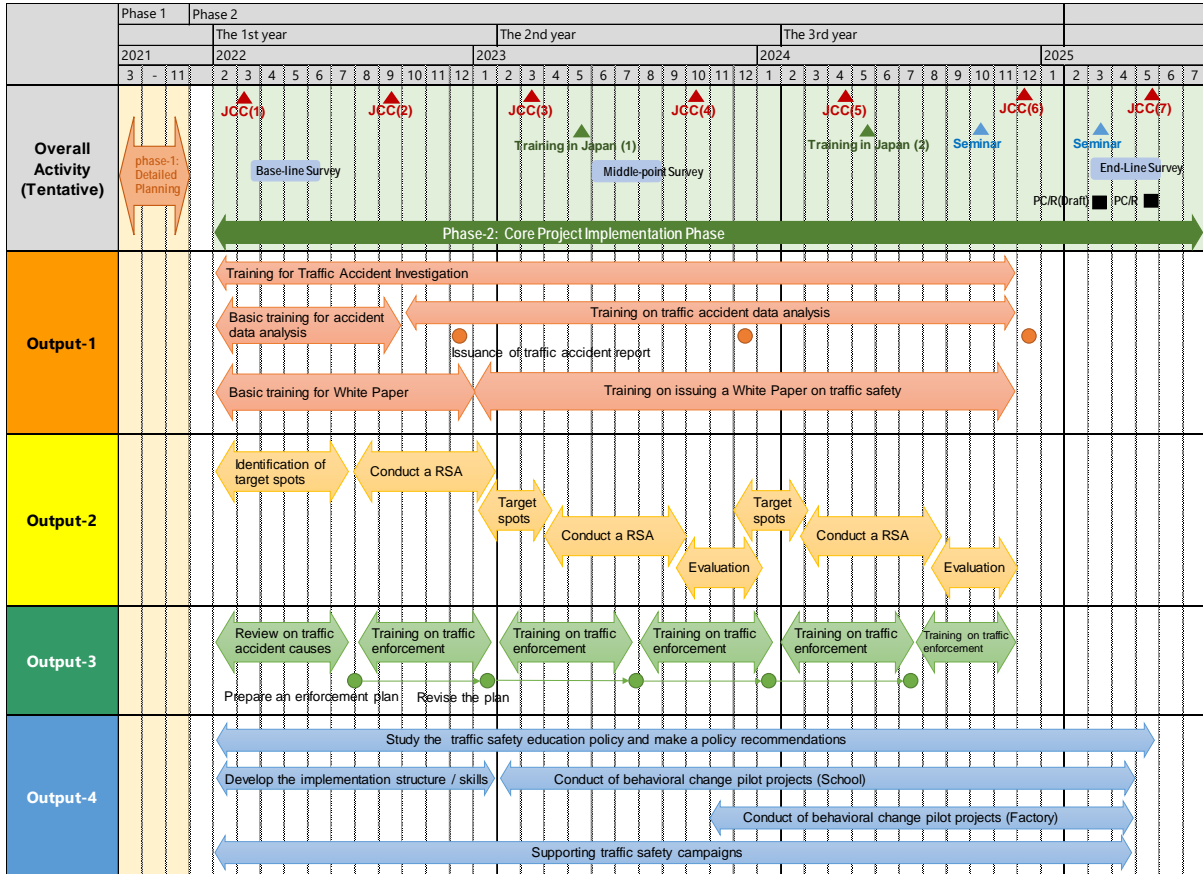 Phase 1 Phase 2
The 1st year The 2nd year The 3rd year
2021 2022 2023 2024 2025
3 - 11 2 3 4 5 6 7 8 9 10 11 12 1 2 3 4 5 6 7 8 9 10 11 12 1 2 3 4 5 6 7 8 9 10 11 12 1 2 3 4 5 6 7
Overall
Activity
(Tentative)
phase-1:
Detailed
Planning
JCC(1) JCC(2) JCC(3) JCC(4) JCC(5) JCC(6) JCC(7)
Training in Japan (1) Training in Japan (2) Seminar Seminar
Base-line Survey Middle-point Survey End-Line Survey
PC/R(Draft) PC/R
Phase-2: Core Project Implementation Phase
Output-1
Training for Traffic Accident Investigation
Basic training for accident
data analysis
Training on traffic accident data analysis
Issuance of traffic accident report
Basic training for White Paper
Training on issuing a White Paper on traffic safety
Output-2
Identification of
target spots
Conduct a RSA
Target
spots
Conduct a RSA
Evaluation
Target
spots
Conduct a RSA
Evaluation
Output-3
Review on traffic
accident causes
Training on traffic
enforcement
Training on traffic
enforcement
Training on traffic
enforcement
Training on traffic
enforcement
Training on traffic
enforcement
Prepare an enforcement plan
Revise the plan
Output-4
Study the traffic safety education policy and make a policy recommendations
Develop the implementation structure / skills
Conduct of behavioral change pilot projects (School)
Conduct of behavioral change pilot projects (Factory)
Supporting traffic safety campaigns